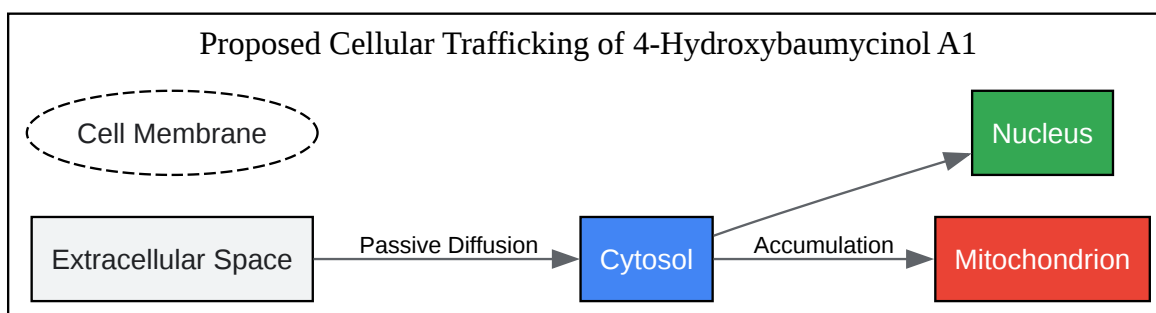 Proposed Cellular Trafficking of 4-Hydroxybaumycinol A1
Cell Membrane
Nucleus
Extracellular Space
Passive Diffusion
Cytosol
Accumulation
Mitochondrion